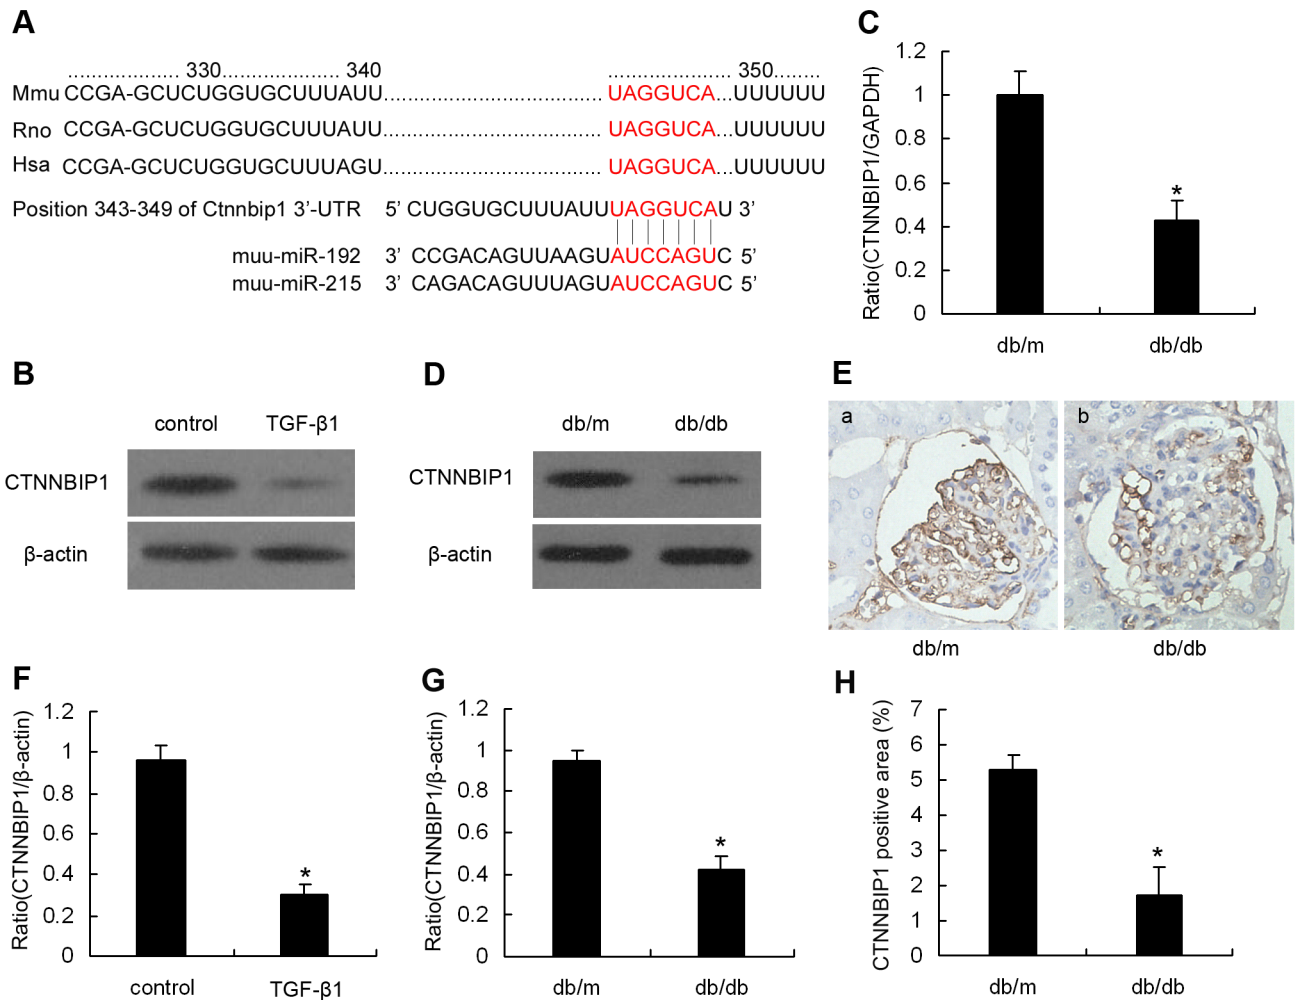 A
................... 330.................... 340 ..................... 350........
Mmu CCGA-GCUCUGGUGCUUUAUU..................................... UAGGUCA...UUUUUU
Rno CCGA-GCUCUGGUGCUUUAUU..................................... UAGGUCA...UUUUUU
Hsa CCGA-GCUCUGGUGCUUUAGU..................................... UAGGUCA...UUUUUU
Position 343-349 of Ctnnbip1 3’-UTR 5’ CUGGUGCUUUAUUUAGGUCAU 3’
muu-miR-192 3’ CCGACAGUUAAGUAUCCAGUC 5’
muu-miR-215 3’ CAGACAGUUUAGUAUCCAGUC 5’
C
Ratio(CTNNBIP1/GAPDH)
1.2
1
0.8
0.6
0.4
0.2
0
*
db/m db/db
B
control TGF-β1
CTNNBIP1
β-actin
D
db/m db/db
CTNNBIP1
β-actin
E
a b
db/m db/db
F
Ratio(CTNNBIP1/β-actin)
1.2
1
0.8
0.6
0.4
0.2
0
*
control TGF-β1
G
Ratio(CTNNBIP1/β-actin)
1.2
1
0.8
0.6
0.4
0.2
0
*
db/m db/db
H
CTNNBIP1 positive area (%)
7
6
5
4
3
2
1
0
*
db/m db/db